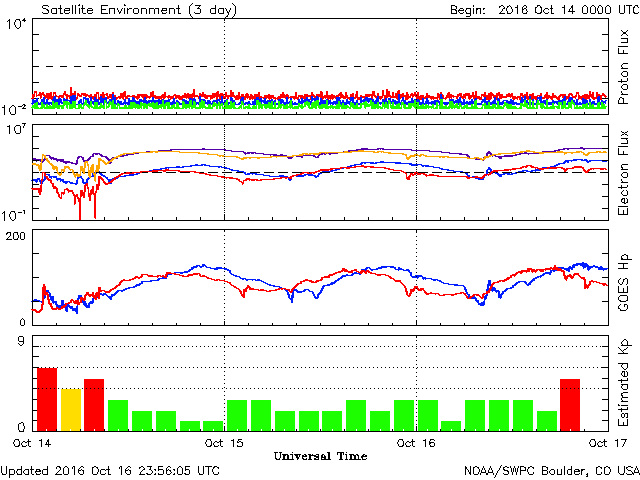 Satellite Environment (3 day)
Begin: 2016 Oct 14 0000 UTC
10^4
10^-2
Proton Flux
10^7
10^-1
Electron Flux
200
0
GOES Hp
9
0
Estimated Kp
Oct 14 Oct 15 Oct 16 Oct 17
Universal Time
Updated 2016 Oct 16 23:56:05 UTC
NOAA/SWPC Boulder, CO USA